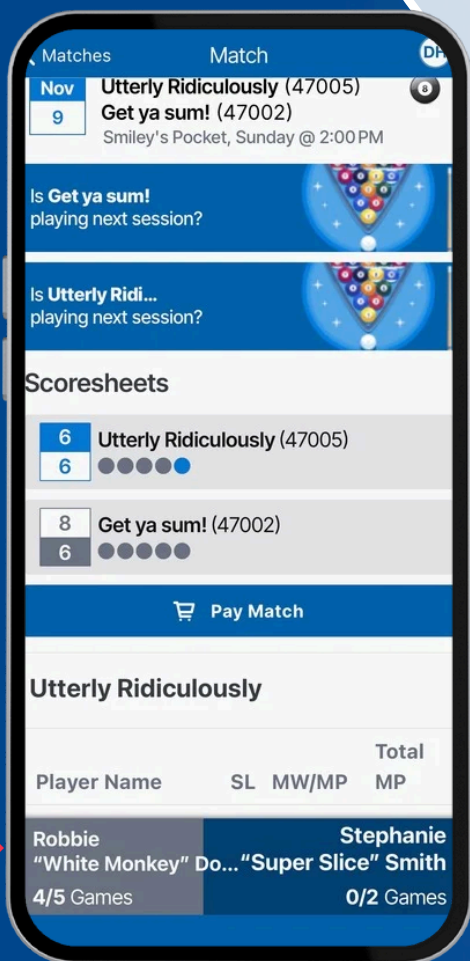 Matches
Match
DH
Nov
9
Utterly Ridiculously (47005)
Get ya sum! (47002)
Smiley's Pocket, Sunday @ 2:00 PM
8
Is Get ya sum!
playing next session?
Is Utterly Ridi...
playing next session?
Scoresheets
6
6
Utterly Ridiculously (47005)
8
6
Get ya sum! (47002)
Pay Match
Utterly Ridiculously
Total
Player Name SL MW/MP MP
Robbie
"White Monkey" Do...
4/5 Games
Stephanie
"Super Slice" Smith
0/2 Games